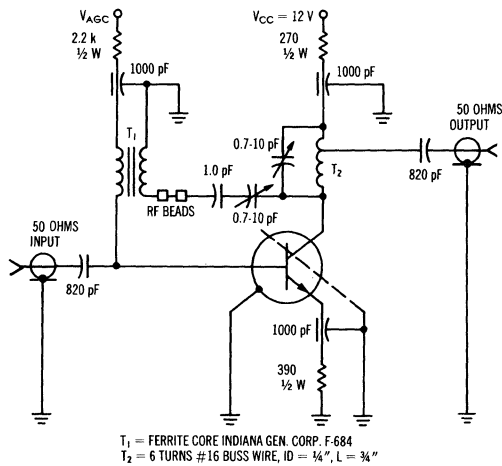 V_AGC
2.2 k
½ W
1000 pF
V_CC = 12 V
270
½ W
1000 pF
50 OHMS
OUTPUT
T₁
0.7-10 pF
T₂
820 pF
1.0 pF
RF BEADS
0.7-10 pF
50 OHMS
INPUT
820 pF
1000 pF
390
½ W
T₁ = FERRITE CORE INDIANA GEN. CORP. F-684
T₂ = 6 TURNS #16 BUSS WIRE, ID = ¼", L = ¾"